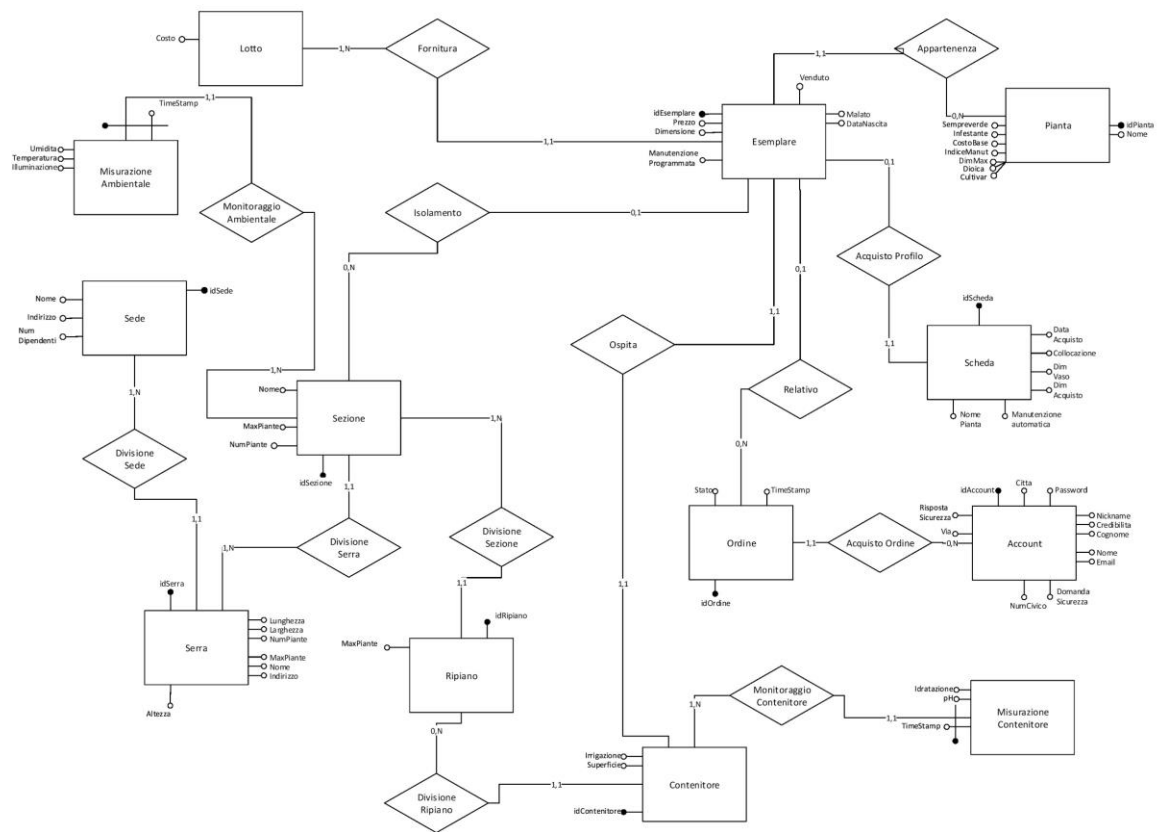 Costo
Lotto
1,N
Fornitura
1,1
Appartenenza
TimeStamp
1,1
Venduto
idEsemplare
Prezzo
Dimensione
Malato
DataNascita
Esemplare
Manutenzione
Programmata
0,N
Sempreverde
Infestante
CostoBase
IndiceManut
DimMax
Dioica
Cultivar
Pianta
idPianta
Nome
Umidita
Temperatura
Illuminazione
Misurazione
Ambientale
1,1
Monitoraggio
Ambientale
Isolamento
0,1
0,1
0,N
0,1
Acquisto Profilo
idScheda
Nome
Indirizzo
Num
Dipendenti
Sede
idSede
1,1
Ospita
1,1
Scheda
Data
Acquisto
Collocazione
Dim
Vaso
Dim
Acquisto
Nome
Pianta
Manutenzione
automatica
1,N
1,N
Nome
MaxPiante
NumPiante
Sezione
idSezione
1,N
Relativo
0,N
Divisione
Sede
1,1
1,1
1,N
Divisione
Serra
Divisione
Sezione
Stato
TimeStamp
Ordine
idOrdine
1,1
Acquisto Ordine
0,N
idAccount
Citta
Password
Risposta
Sicurezza
Via
Account
Nickname
Credibilita
Cognome
Nome
Email
NumCivico
Domanda
Sicurezza
idSerra
Serra
Lunghezza
Larghezza
NumPiante
MaxPiante
Nome
Indirizzo
Altezza
1,1
idRipiano
MaxPiante
Ripiano
1,1
0,N
Divisione
Ripiano
1,1
Irrigazione
Superficie
idContenitore
Contenitore
1,N
Monitoraggio
Contenitore
1,1
Idratazione
pH
TimeStamp
Misurazione
Contenitore